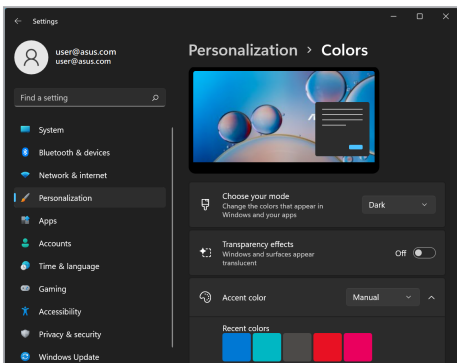 Settings
user@asus.com
user@asus.com
Find a setting
System
Bluetooth & devices
Network & internet
Personalization
Apps
Accounts
Time & language
Gaming
Accessibility
Privacy & security
Windows Update
Personalization > Colors
Choose your mode
Change the colors that appear in
Windows and your apps
Dark
Transparency effects
Windows and surfaces appear
translucent
Off
Accent color
Manual
Recent colors